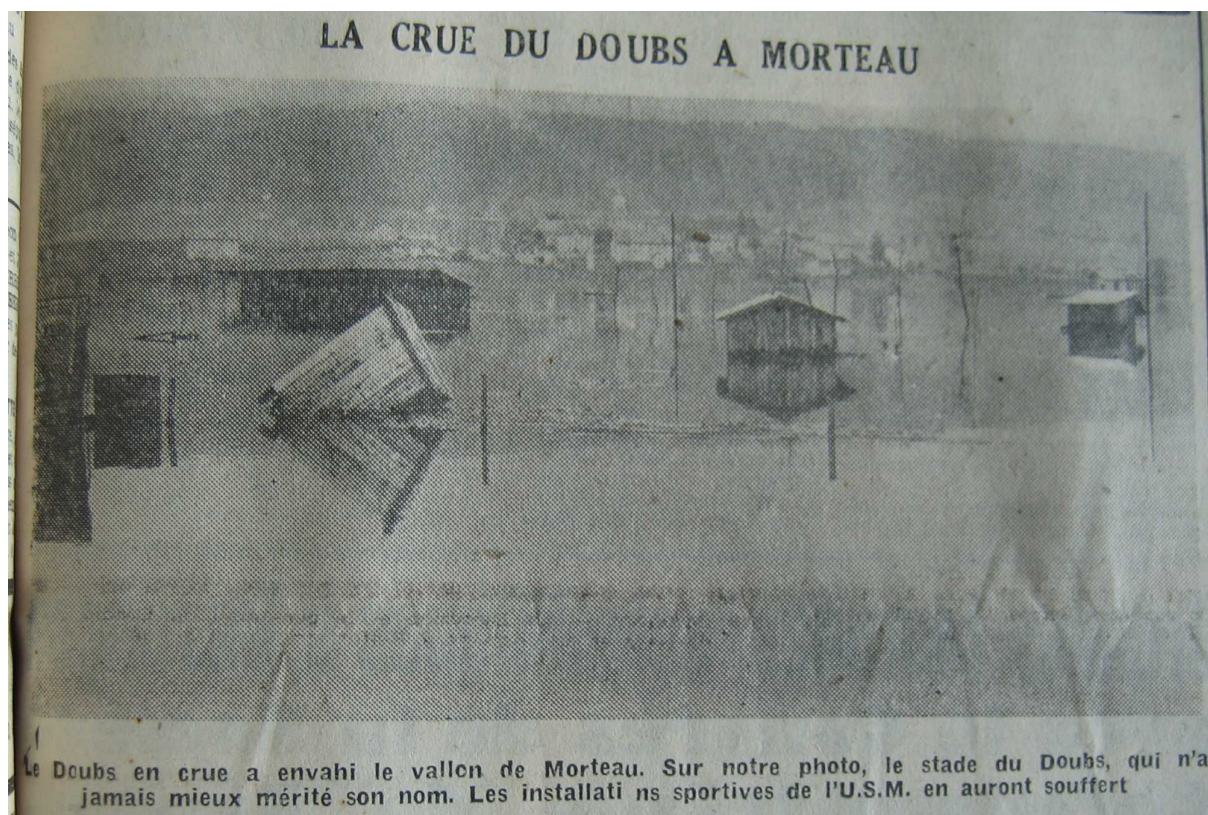 LA CRUE DU DOUBS A MORTEAU
Le Doubs en crue a envahi le vallon de Morteau. Sur notre photo, le stade du Doubs, qui n'a
jamais mieux mérité son nom. Les installati ns sportives de l'U.S.M. en auront souffert